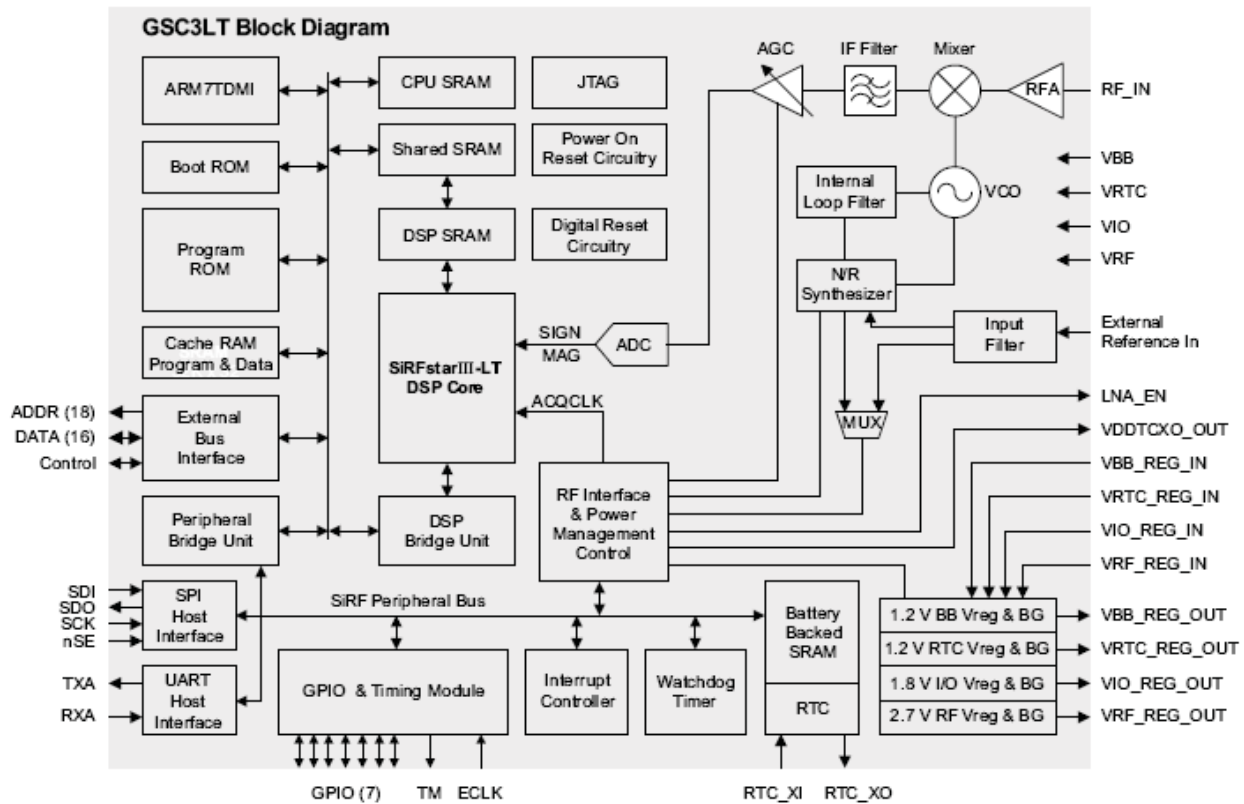 GSC3LT Block Diagram
ARM7TDMI
Boot ROM
Program
ROM
Cache RAM
Program & Data
External
Bus
Interface
Peripheral
Bridge Unit
SPI
Host
Interface
UART
Host
Interface
ADDR (18)
DATA (16)
Control
SDI
SDO
SCK
nSE
TXA
RXA
CPU SRAM
Shared SRAM
DSP SRAM
SiRFstarIII-LT
DSP Core
DSP
Bridge Unit
JTAG
Power On
Reset Circuitry
Digital Reset
Circuitry
SIGN
MAG
ADC
ACQCLK
RF Interface
& Power
Management
Control
SiRF Peripheral Bus
GPIO & Timing Module
Interrupt
Controller
Watchdog
Timer
Battery
Backed
SRAM
RTC
GPIO (7)
TM
ECLK
RTC_XI
RTC_XO
AGC
IF Filter
Mixer
RFA
Internal
Loop Filter
VCO
N/R
Synthesizer
Input
Filter
MUX
1.2 V BB Vreg & BG
1.2 V RTC Vreg & BG
1.8 V I/O Vreg & BG
2.7 V RF Vreg & BG
RF_IN
VBB
VRTC
VIO
VRF
External
Reference In
LNA_EN
VDDTCXO_OUT
VBB_REG_IN
VRTC_REG_IN
VIO_REG_IN
VRF_REG_IN
VBB_REG_OUT
VRTC_REG_OUT
VIO_REG_OUT
VRF_REG_OUT